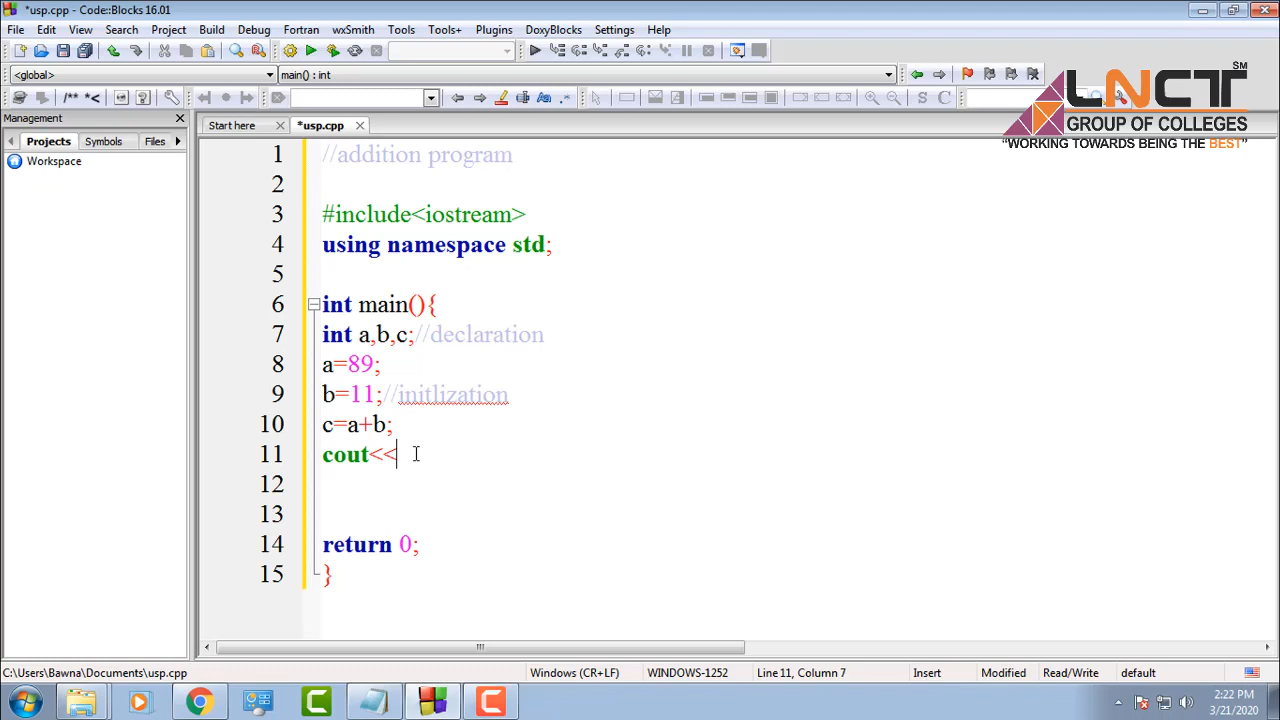 *usp.cpp - Code::Blocks 16.01
File Edit View Search Project Build Debug Fortran wxSmith Tools Tools+ Plugins DoxyBlocks Settings Help
<global> main() : int
/** *<
SM
LNCT
GROUP OF COLLEGES
"WORKING TOWARDS BEING THE BEST"
Management
Projects Symbols Files
Workspace
Start here *usp.cpp
1 //addition program
2
3 #include<iostream>
4 using namespace std;
5
6 int main(){
7 int a,b,c;//declaration
8 a=89;
9 b=11;//initlization
10 c=a+b;
11 cout<<
12
13
14 return 0;
15 }
C:\Users\Bawna\Documents\usp.cpp Windows (CR+LF) WINDOWS-1252 Line 11, Column 7 Insert Modified Read/Write default
2:22 PM
3/21/2020